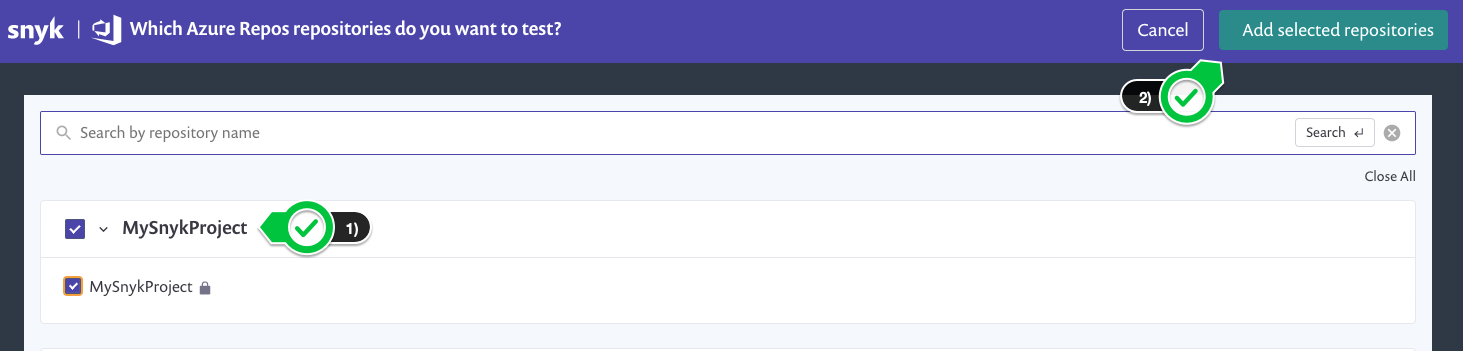 snyk | Which Azure Repos repositories do you want to test?
Cancel
Add selected repositories
2)
Search by repository name
Search ↵
Close All
MySnykProject
1)
MySnykProject